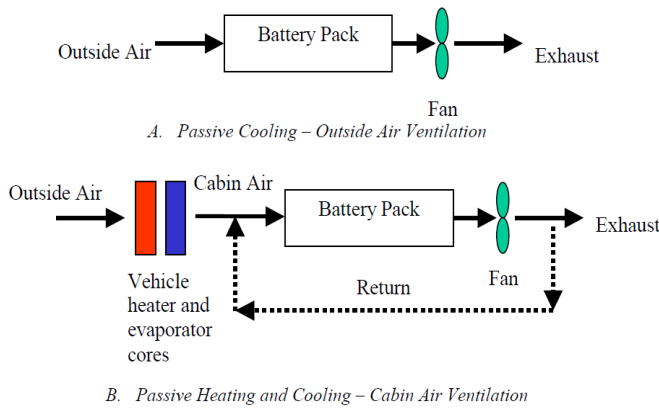 Outside Air
Battery Pack
Exhaust
Fan
A. Passive Cooling – Outside Air Ventilation
Outside Air
Cabin Air
Battery Pack
Exhaust
Fan
Vehicle
heater and
evaporator
cores
Return
B. Passive Heating and Cooling – Cabin Air Ventilation